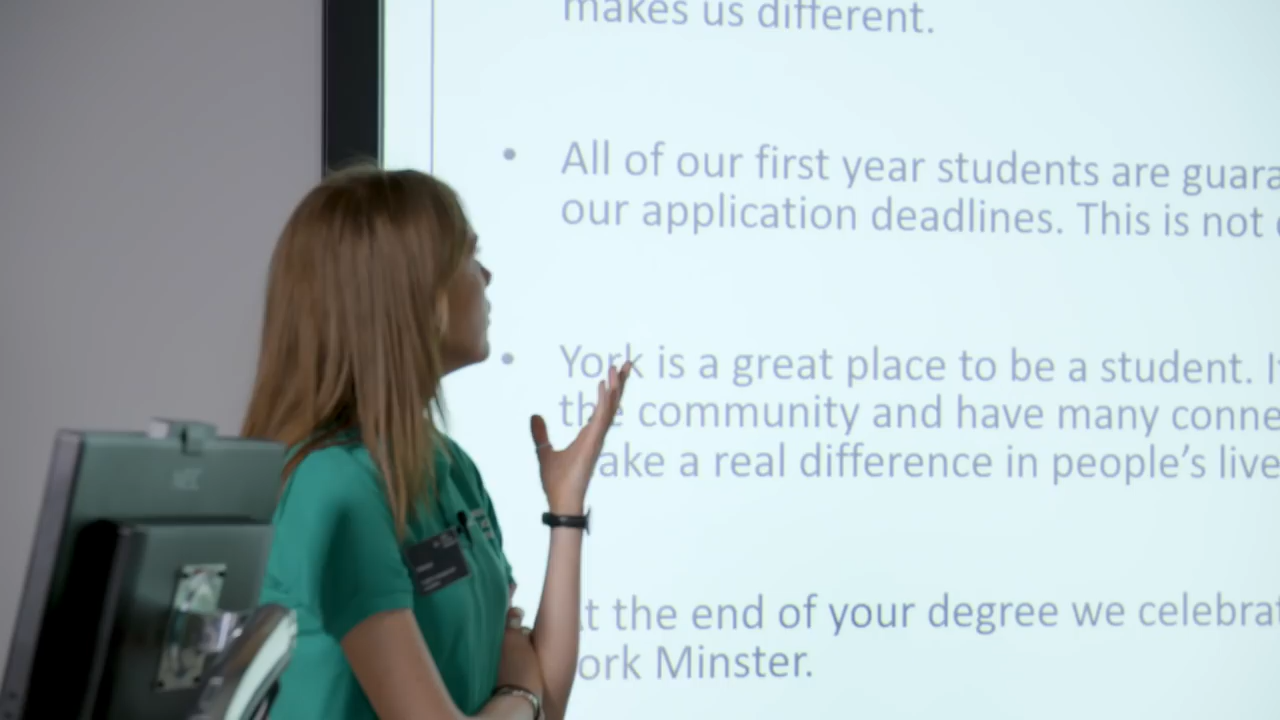 makes us different.
• All of our first year students are guara
our application deadlines. This is not
• York is a great place to be a student. I
the community and have many conne
ake a real difference in people's live
t the end of your degree we celebrat
ork Minster.